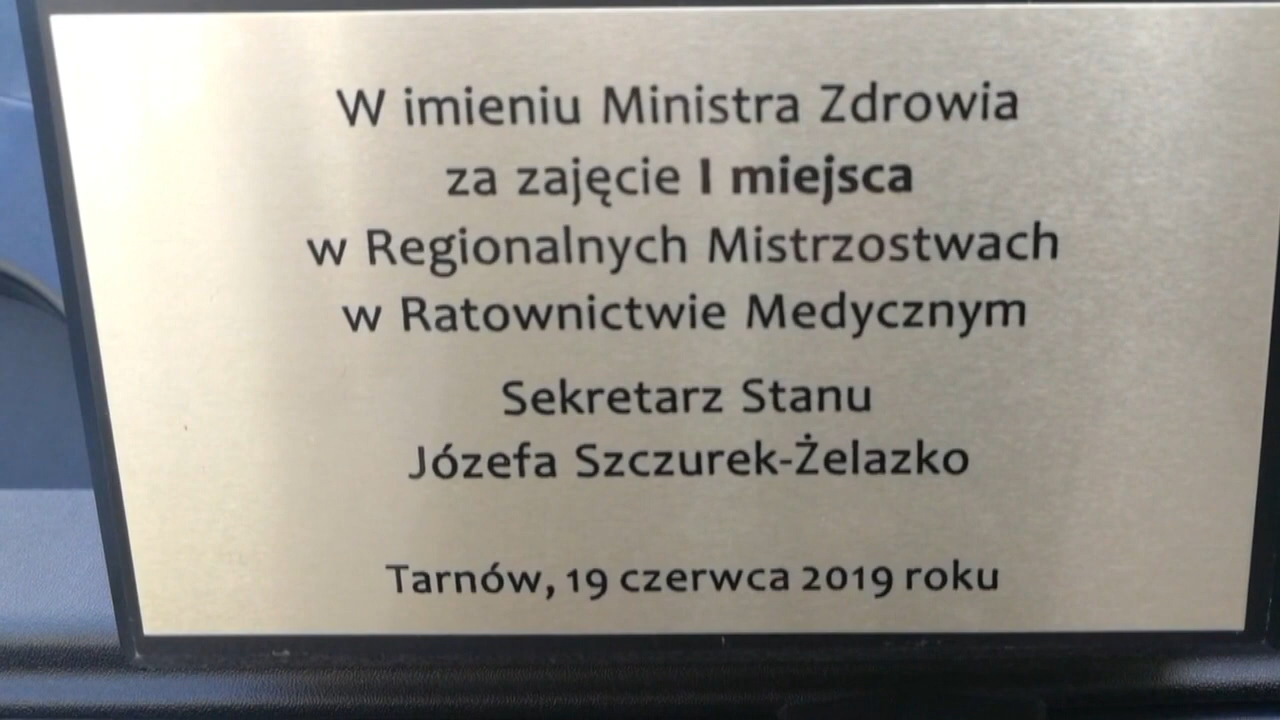 W imieniu Ministra Zdrowia
za zajęcie I miejsca
w Regionalnych Mistrzostwach
w Ratownictwie Medycznym
Sekretarz Stanu
Józefa Szczurek-Żelazko
Tarnów, 19 czerwca 2019 roku